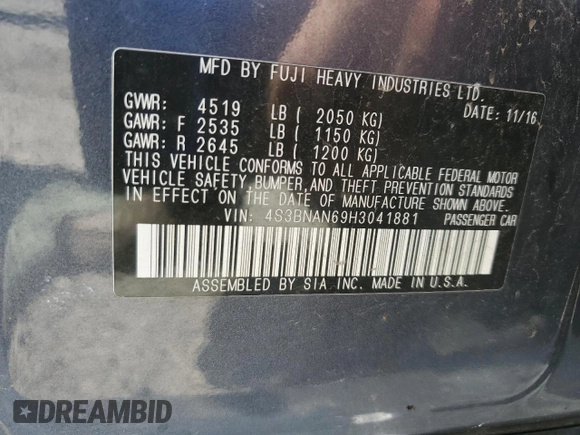 MFD BY FUJI HEAVY INDUSTRIES LTD.
GVWR: 4519 LB ( 2050 KG) DATE: 11/16
GAWR: F 2535 LB ( 1150 KG)
GAWR: R 2645 LB ( 1200 KG)
THIS VEHICLE CONFORMS TO ALL APPLICABLE FEDERAL MOTOR
VEHICLE SAFETY,BUMPER,AND THEFT PREVENTION STANDARDS
IN EFFECT ON THE DATE OF MANUFACTURE SHOWN ABOVE.
VIN: 4S3BNAN69H3041881 PASSENGER CAR
ASSEMBLED BY SIA INC. MADE IN U.S.A.
DREAMBID